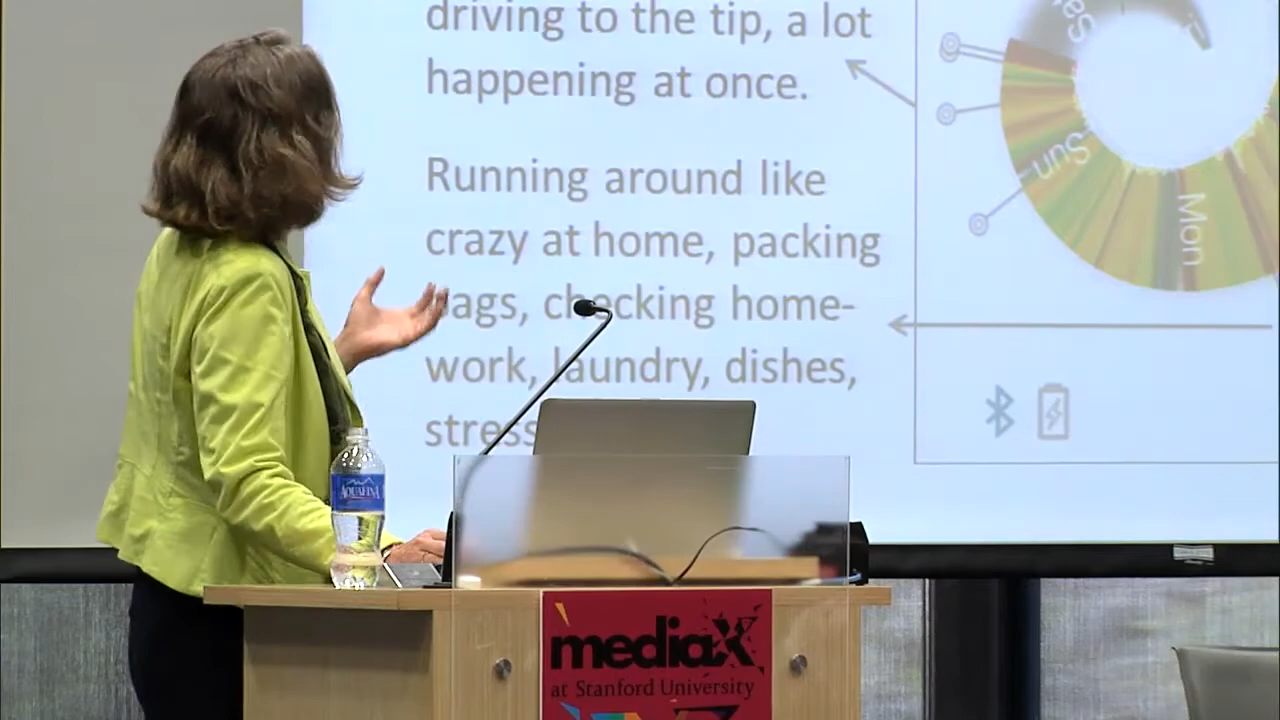 driving to the tip, a lot
happening at once.
Running around like
crazy at home, packing
bags, checking home-
work, laundry, dishes,
stress
Sun
Mon
AQUAFINA
mediaX
at Stanford University